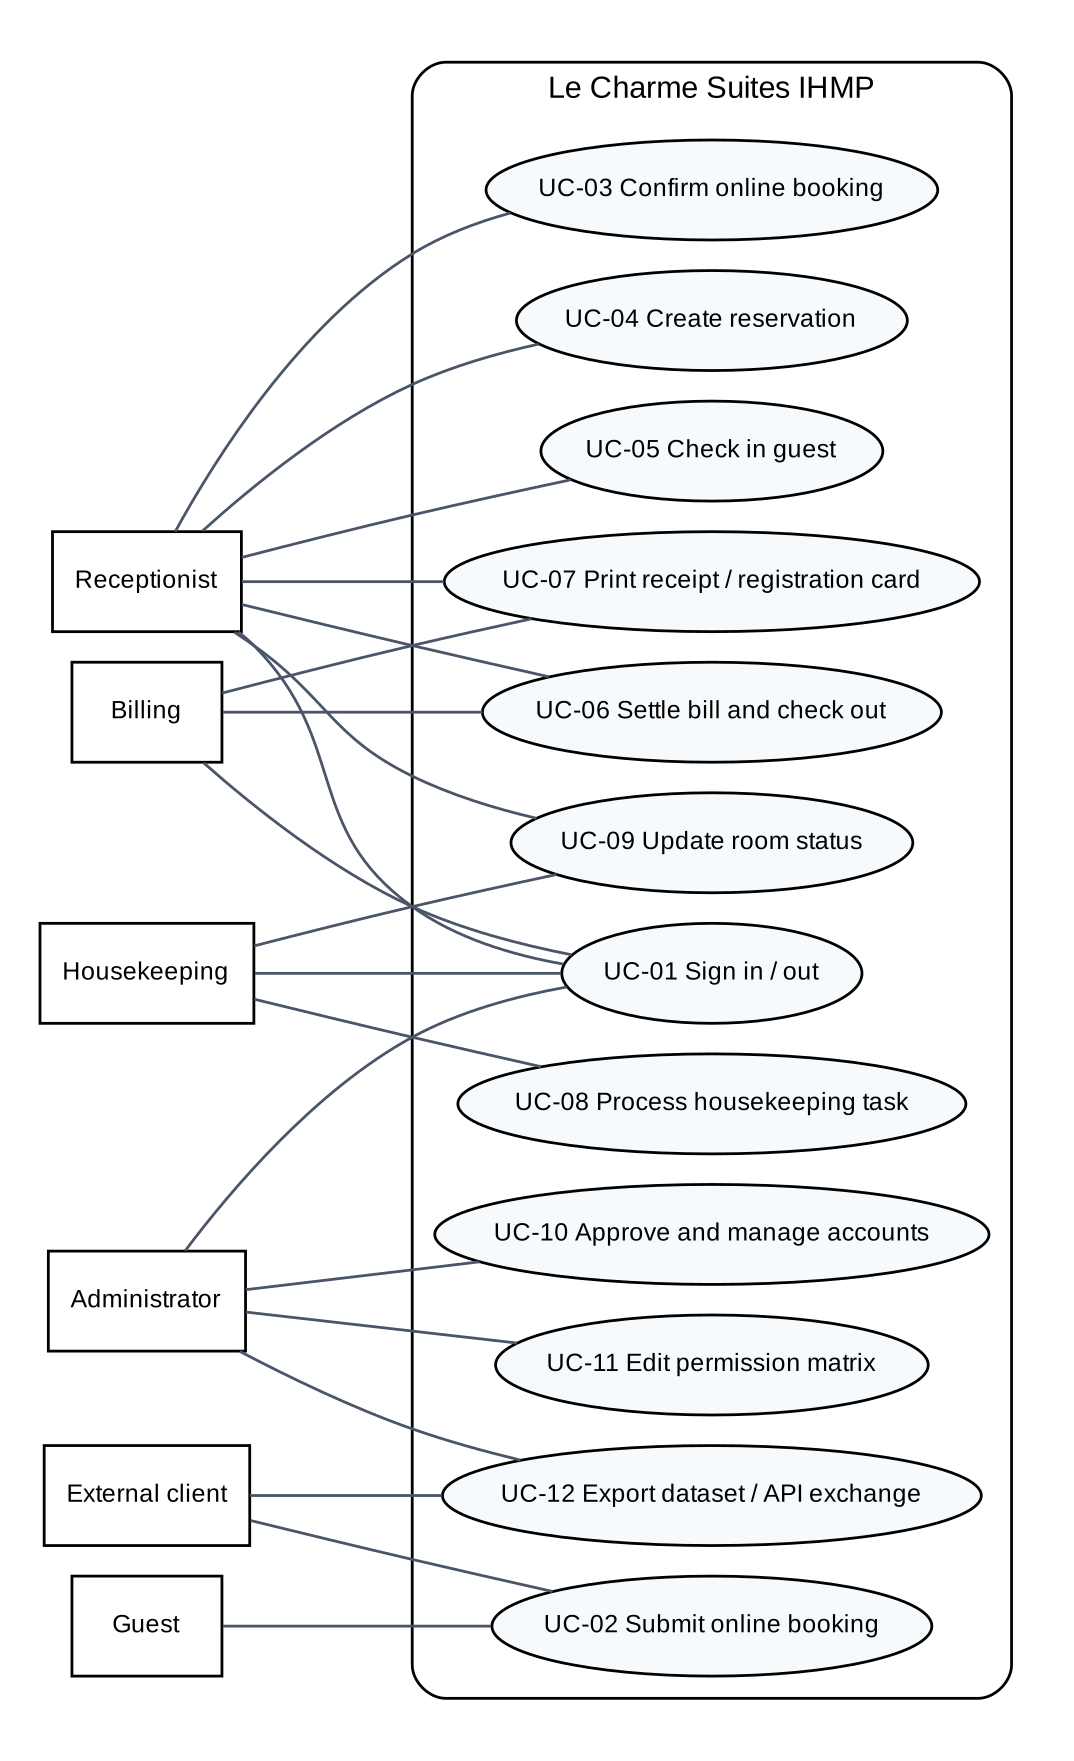 Le Charme Suites IHMP
UC-03 Confirm online booking
UC-04 Create reservation
UC-05 Check in guest
Receptionist
UC-07 Print receipt / registration card
Billing
UC-06 Settle bill and check out
UC-09 Update room status
Housekeeping
UC-01 Sign in / out
UC-08 Process housekeeping task
UC-10 Approve and manage accounts
Administrator
UC-11 Edit permission matrix
External client
UC-12 Export dataset / API exchange
Guest
UC-02 Submit online booking